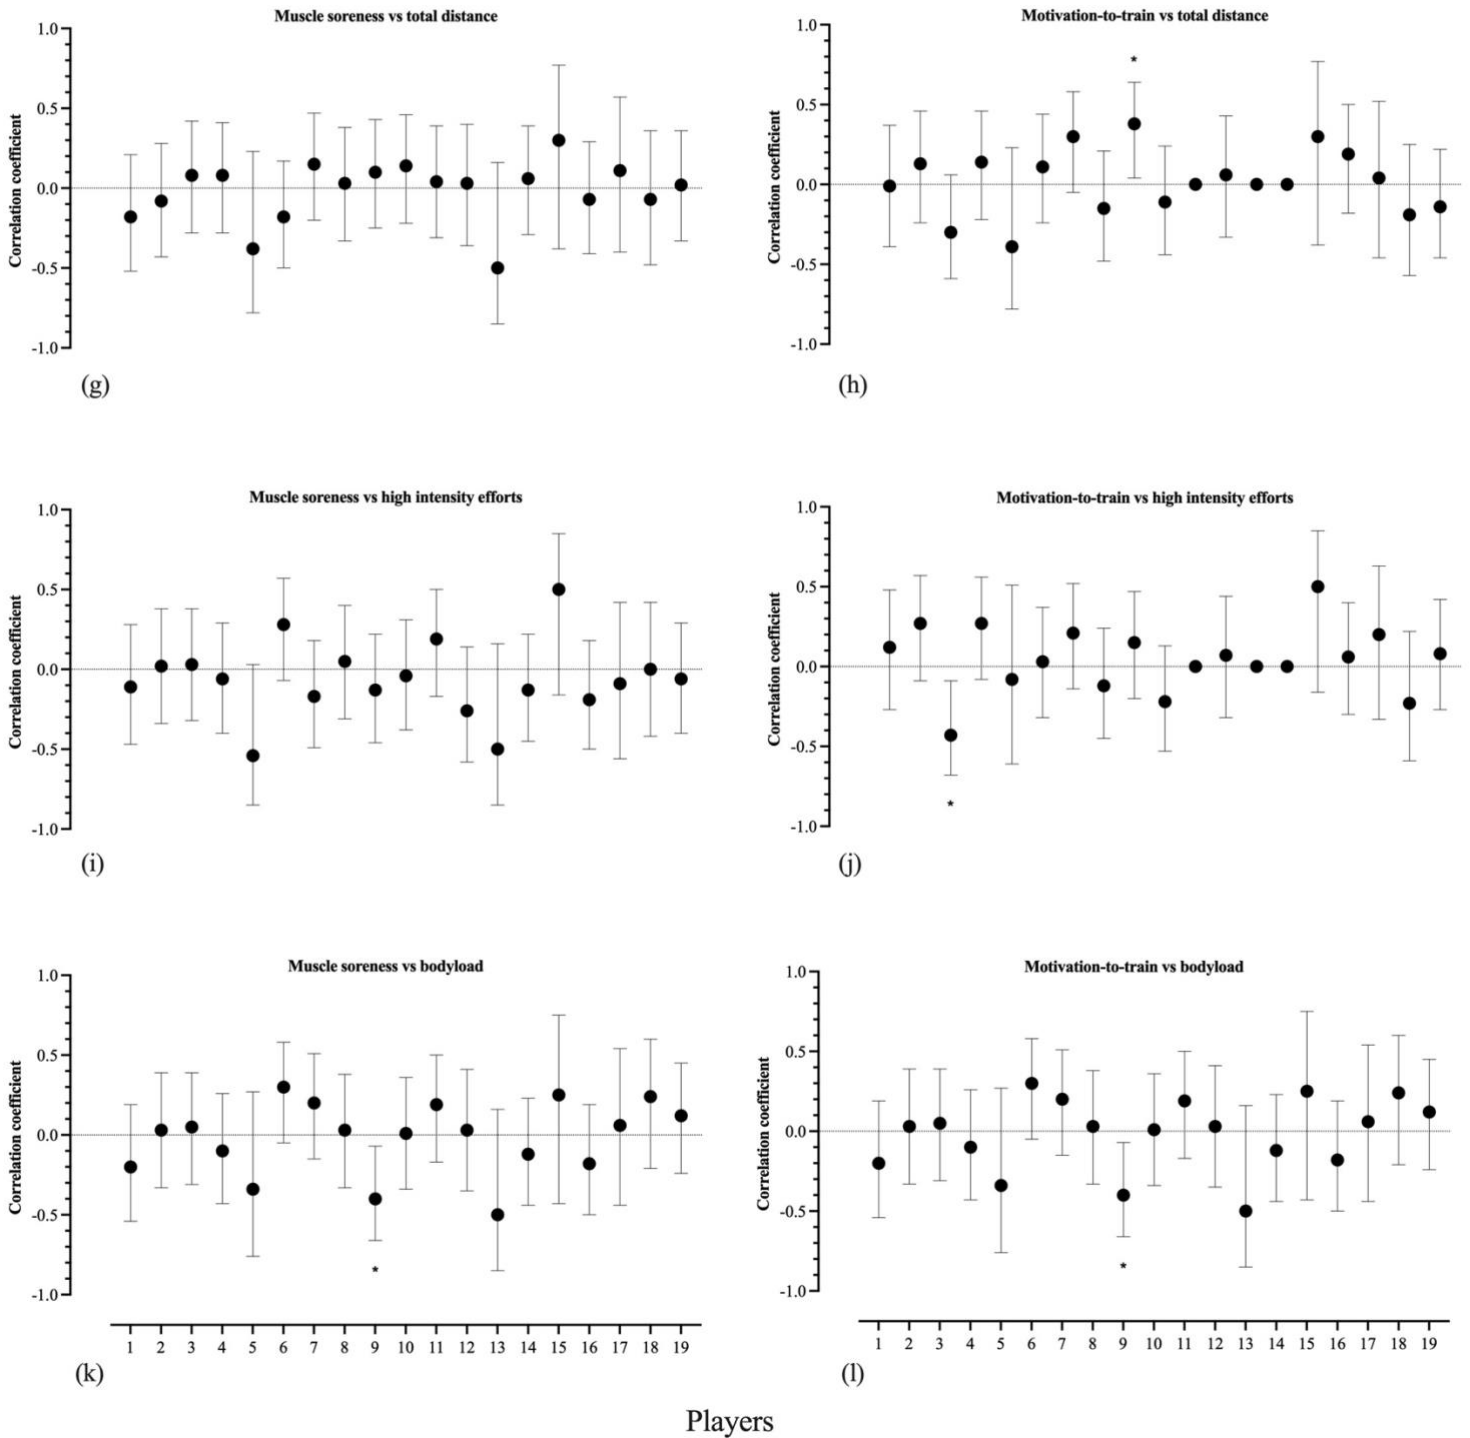 Muscle soreness vs total distance
1.0
0.5
0.0
-0.5
-1.0
Correlation coefficient
(g)
Motivation-to-train vs total distance
1.0
0.5
0.0
-0.5
-1.0
Correlation coefficient
*
(h)
Muscle soreness vs high intensity efforts
1.0
0.5
0.0
-0.5
-1.0
Correlation coefficient
(i)
Motivation-to-train vs high intensity efforts
1.0
0.5
0.0
-0.5
-1.0
Correlation coefficient
*
(j)
Muscle soreness vs bodyload
1.0
0.5
0.0
-0.5
-1.0
Correlation coefficient
*
1 2 3 4 5 6 7 8 9 10 11 12 13 14 15 16 17 18 19
(k)
Motivation-to-train vs bodyload
1.0
0.5
0.0
-0.5
-1.0
Correlation coefficient
*
1 2 3 4 5 6 7 8 9 10 11 12 13 14 15 16 17 18 19
(l)
Players